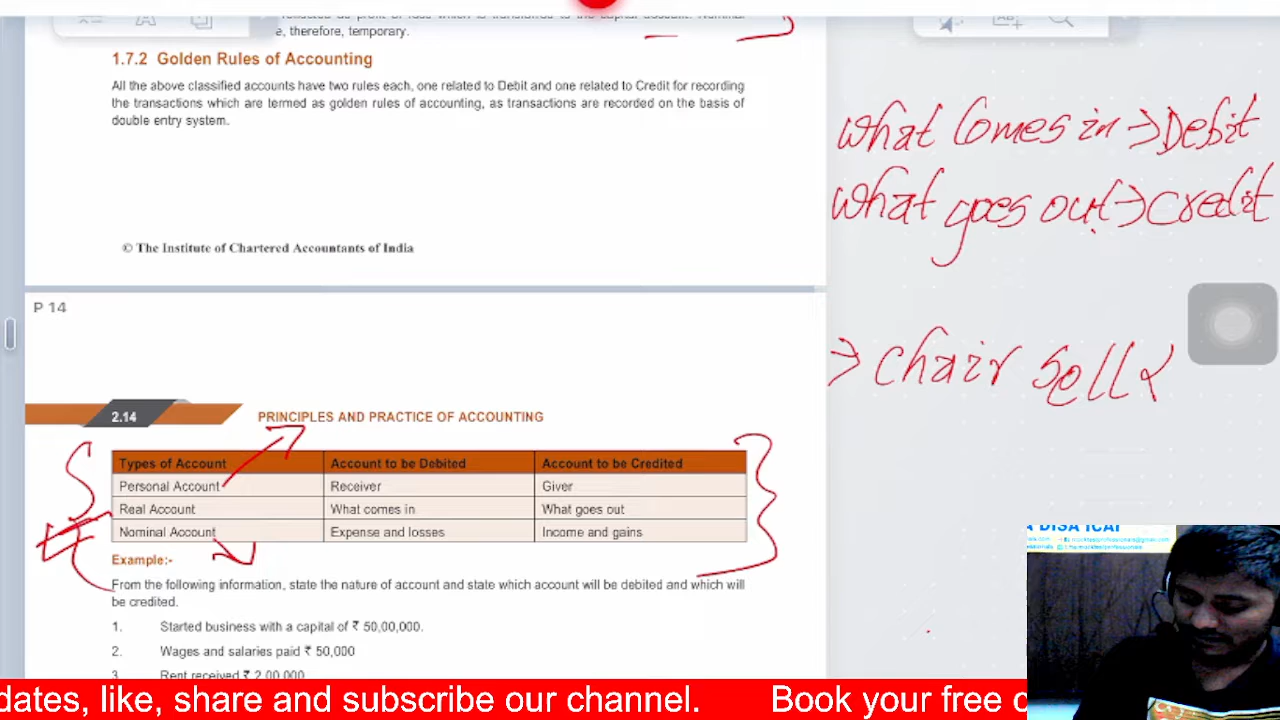 e, therefore, temporary.
1.7.2 Golden Rules of Accounting
All the above classified accounts have two rules each, one related to Debit and one related to Credit for recording
the transactions which are termed as golden rules of accounting, as transactions are recorded on the basis of
double entry system.
© The Institute of Chartered Accountants of India
what Comes in → Debit
what goes out → Credit
→ chair sell
P 14
2.14 PRINCIPLES AND PRACTICE OF ACCOUNTING
Types of Account Account to be Debited Account to be Credited
Personal Account Receiver Giver
Real Account What comes in What goes out
Nominal Account Expense and losses Income and gains
Example:-
From the following information, state the nature of account and state which account will be debited and which will
be credited.
1. Started business with a capital of ₹ 50,00,000.
2. Wages and salaries paid ₹ 50,000
3. Rent received ₹ 2,00,000
A DISA ICAI
dates, like, share and subscribe our channel. Book your free c